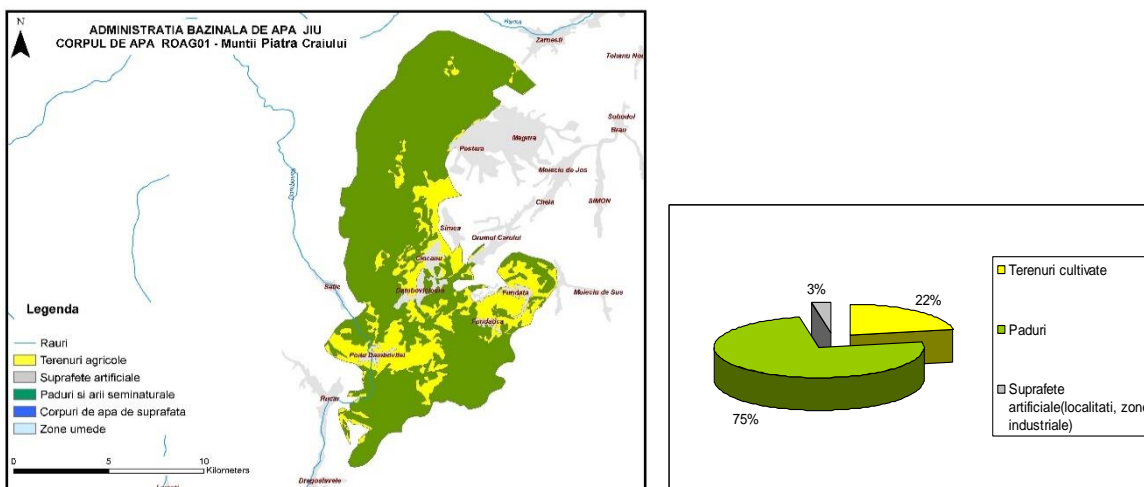 N
ADMINISTRATIA BAZINALA DE APA JIU
CORPUL DE APA ROAG01 - Muntii Piatra Craiului
Zarnesti
Tohanu Nou
Sohodol
Bran
Magura
Pestera
Moieciu de Jos
Cheia
SIMON
Sirnea
Drumul Carului
Ciocanu
Dambovicioara
Fundata
Moieciu de Sus
Fundatica
Satic
Dambovita
Podu Dambovitei
Rucar
Dragoslavele
Legenda
Rauri
Terenuri agricole
Suprafete artificiale
Paduri si arii seminaturale
Corpuri de apa de suprafata
Zone umede
0 5 10
Kilometers
3%
22%
75%
Terenuri cultivate
Paduri
Suprafete
artificiale(localitati, zone
industriale)